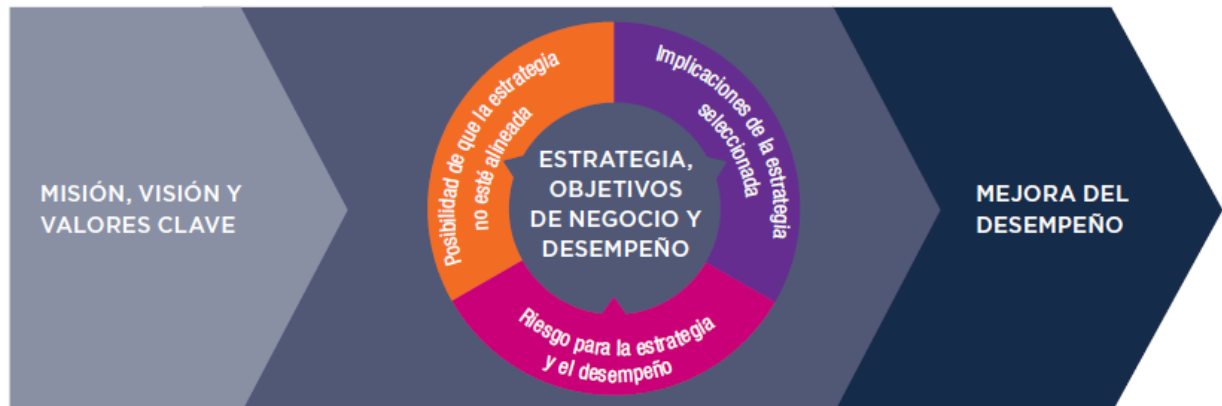 MISIÓN, VISIÓN Y
VALORES CLAVE
Posibilidad de que la estrategia
no esté alineada
Implicaciones de la estrategia
seleccionada
ESTRATEGIA,
OBJETIVOS
DE NEGOCIO Y
DESEMPEÑO
Riesgo para la estrategia
y el desempeño
MEJORA DEL
DESEMPEÑO